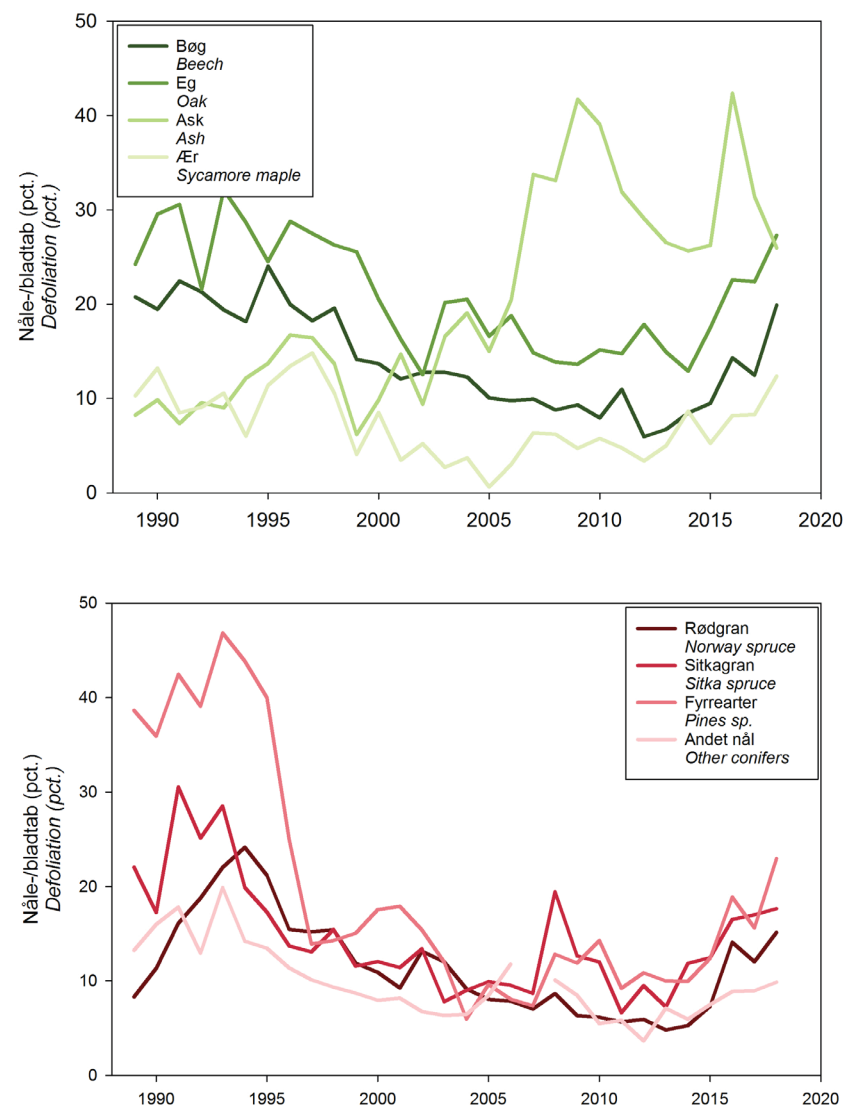 50
40
30
20
10
0
Nåle-/bladtab (pct.)
Defoliation (pct.)
Bøg
Beech
Eg
Oak
Ask
Ash
Ær
Sycamore maple
1990 1995 2000 2005 2010 2015 2020
50
40
30
20
10
0
Nåle-/bladtab (pct.)
Defoliation (pct.)
Rødgran
Norway spruce
Sitkagran
Sitka spruce
Fyrrearter
Pines sp.
Andet nål
Other conifers
1990 1995 2000 2005 2010 2015 2020